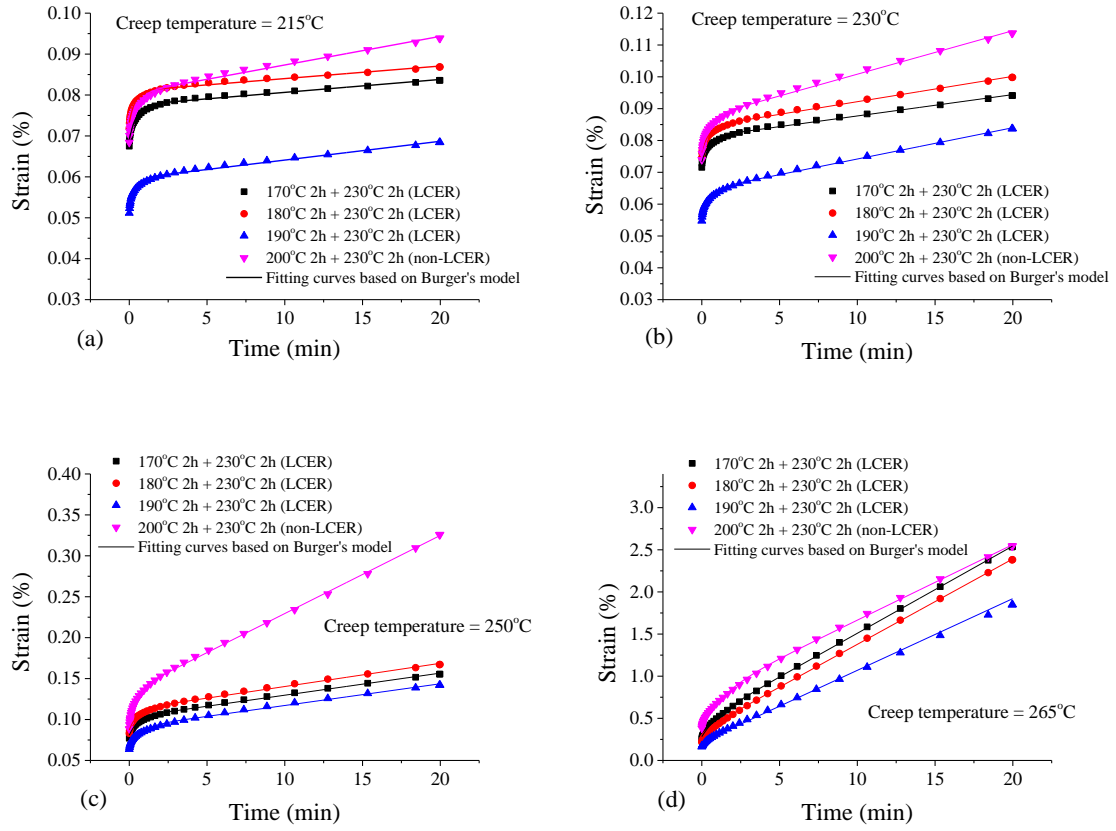 Creep temperature = 215°C
0.10
0.09
0.08
0.07
0.06
0.05
0.04
0.03
Strain (%)
170°C 2h + 230°C 2h (LCER)
180°C 2h + 230°C 2h (LCER)
190°C 2h + 230°C 2h (LCER)
200°C 2h + 230°C 2h (non-LCER)
Fitting curves based on Burger's model
0 5 10 15 20
(a)
Time (min)
Creep temperature = 230°C
0.12
0.11
0.10
0.09
0.08
0.07
0.06
0.05
0.04
0.03
Strain (%)
170°C 2h + 230°C 2h (LCER)
180°C 2h + 230°C 2h (LCER)
190°C 2h + 230°C 2h (LCER)
200°C 2h + 230°C 2h (non-LCER)
Fitting curves based on Burger's model
0 5 10 15 20
(b)
Time (min)
170°C 2h + 230°C 2h (LCER)
180°C 2h + 230°C 2h (LCER)
190°C 2h + 230°C 2h (LCER)
200°C 2h + 230°C 2h (non-LCER)
Fitting curves based on Burger's model
0.40
0.35
0.30
0.25
0.20
0.15
0.10
0.05
Strain (%)
Creep temperature = 250°C
0 5 10 15 20
(c)
Time (min)
170°C 2h + 230°C 2h (LCER)
180°C 2h + 230°C 2h (LCER)
190°C 2h + 230°C 2h (LCER)
200°C 2h + 230°C 2h (non-LCER)
Fitting curves based on Burger's model
3.0
2.5
2.0
1.5
1.0
0.5
0.0
Strain (%)
Creep temperature = 265°C
0 5 10 15 20
(d)
Time (min)